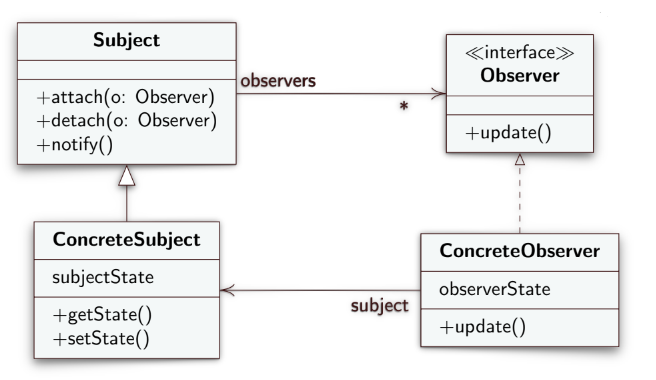 Subject
+attach(o: Observer)
+detach(o: Observer)
+notify()
observers
*
≪interface≫
Observer
+update()
ConcreteSubject
subjectState
+getState()
+setState()
subject
ConcreteObserver
observerState
+update()